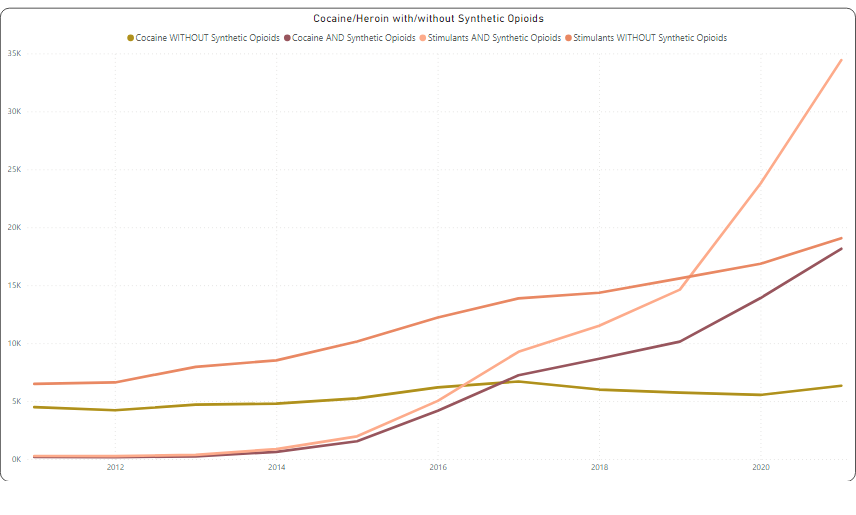 Cocaine/Heroin with/without Synthetic Opioids
Cocaine WITHOUT Synthetic Opioids Cocaine AND Synthetic Opioids Stimulants AND Synthetic Opioids Stimulants WITHOUT Synthetic Opioids
35K
30K
25K
20K
15K
10K
5K
0K
2012 2014 2016 2018 2020